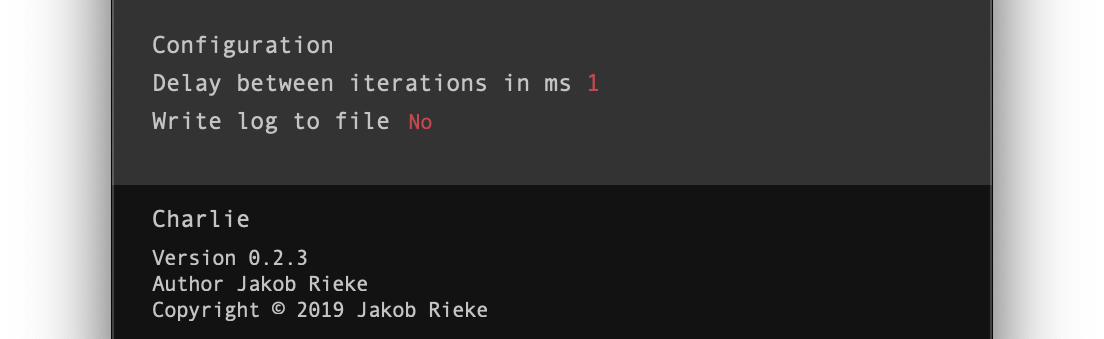 Configuration
Delay between iterations in ms 1
Write log to file No
Charlie
Version 0.2.3
Author Jakob Rieke
Copyright © 2019 Jakob Rieke